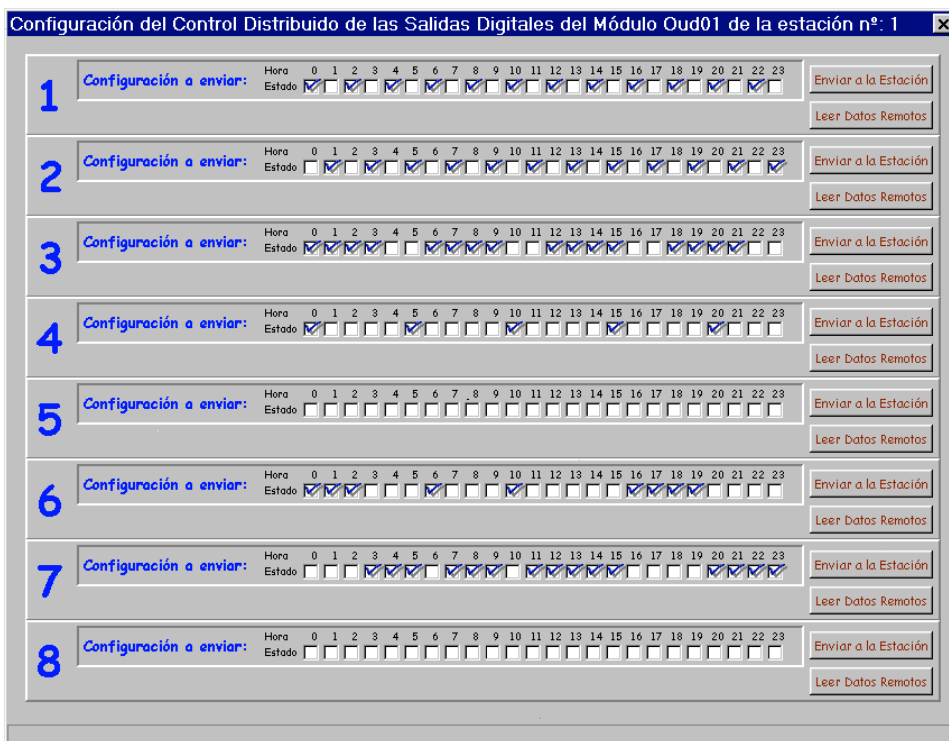 Configuración del Control Distribuido de las Salidas Digitales del Módulo Oud01 de la estación nº: 1
1
Configuración a enviar:
Hora 0 1 2 3 4 5 6 7 8 9 10 11 12 13 14 15 16 17 18 19 20 21 22 23
Estado
Enviar a la Estación
Leer Datos Remotos
2
Configuración a enviar:
Hora 0 1 2 3 4 5 6 7 8 9 10 11 12 13 14 15 16 17 18 19 20 21 22 23
Estado
Enviar a la Estación
Leer Datos Remotos
3
Configuración a enviar:
Hora 0 1 2 3 4 5 6 7 8 9 10 11 12 13 14 15 16 17 18 19 20 21 22 23
Estado
Enviar a la Estación
Leer Datos Remotos
4
Configuración a enviar:
Hora 0 1 2 3 4 5 6 7 8 9 10 11 12 13 14 15 16 17 18 19 20 21 22 23
Estado
Enviar a la Estación
Leer Datos Remotos
5
Configuración a enviar:
Hora 0 1 2 3 4 5 6 7 8 9 10 11 12 13 14 15 16 17 18 19 20 21 22 23
Estado
Enviar a la Estación
Leer Datos Remotos
6
Configuración a enviar:
Hora 0 1 2 3 4 5 6 7 8 9 10 11 12 13 14 15 16 17 18 19 20 21 22 23
Estado
Enviar a la Estación
Leer Datos Remotos
7
Configuración a enviar:
Hora 0 1 2 3 4 5 6 7 8 9 10 11 12 13 14 15 16 17 18 19 20 21 22 23
Estado
Enviar a la Estación
Leer Datos Remotos
8
Configuración a enviar:
Hora 0 1 2 3 4 5 6 7 8 9 10 11 12 13 14 15 16 17 18 19 20 21 22 23
Estado
Enviar a la Estación
Leer Datos Remotos